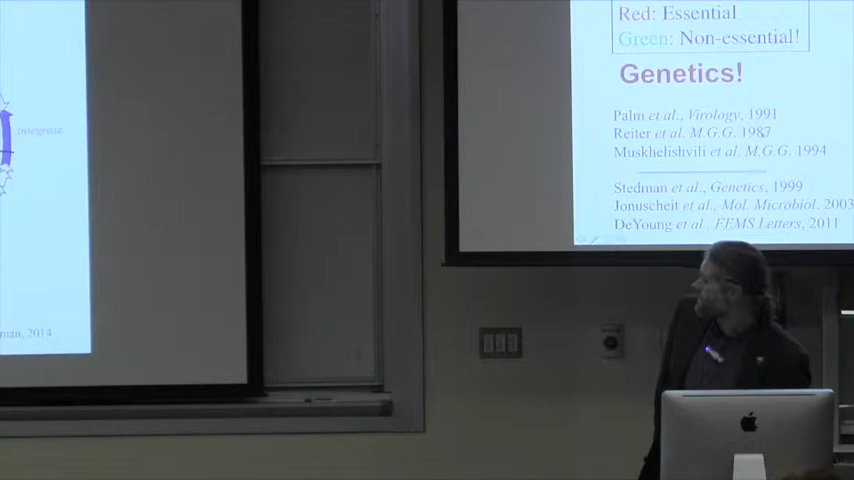 integrase
man, 2014
Red: Essential
Green: Non-essential!
Genetics!
Palm et al., Virology, 1991
Reiter et al. M.G.G. 1987
Muskhelishvili et al. M.G.G. 1994
Stedman et al., Genetics, 1999
Jonuscheit et al., Mol. Microbiol. 2003
DeYoung et al., FEMS Letters, 2011